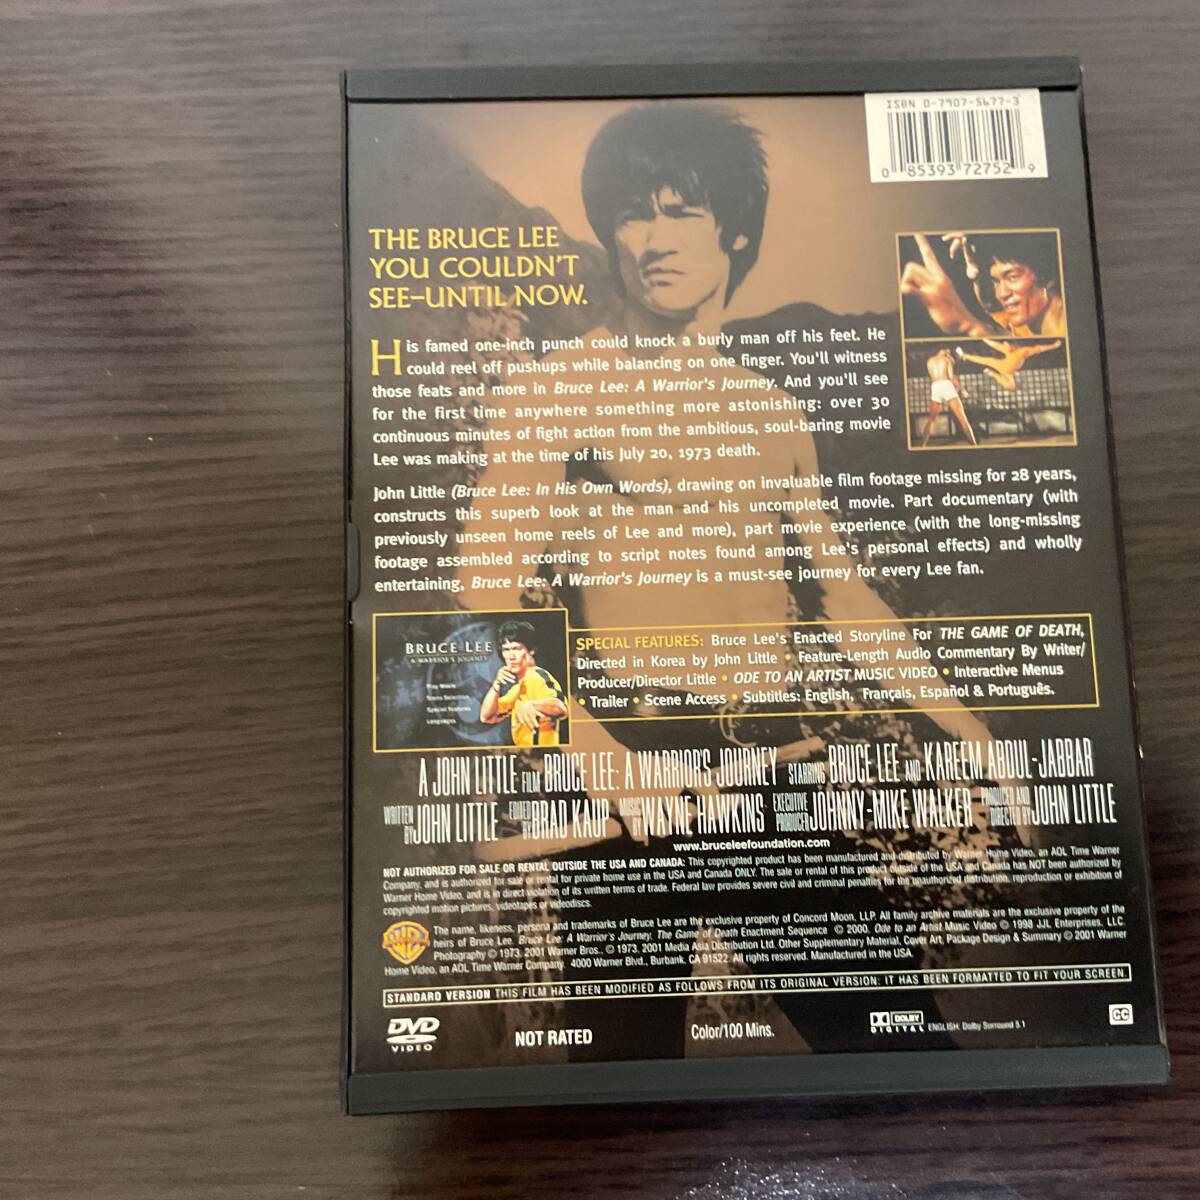 ISBN 0-7907-5677-3
0 85393 72752 9
THE BRUCE LEE
YOU COULDN'T
SEE–UNTIL NOW.
His famed one-inch punch could knock a burly man off his feet. He
could reel off pushups while balancing on one finger. You'll witness
those feats and more in Bruce Lee: A Warrior's Journey. And you'll see
for the first time anywhere something more astonishing: over 30
continuous minutes of fight action from the ambitious, soul-baring movie
Lee was making at the time of his July 20, 1973 death.
John Little (Bruce Lee: In His Own Words), drawing on invaluable film footage missing for 28 years,
constructs this superb look at the man and his uncompleted movie. Part documentary (with
previously unseen home reels of Lee and more), part movie experience (with the long-missing
footage assembled according to script notes found among Lee's personal effects) and wholly
entertaining, Bruce Lee: A Warrior's Journey is a must-see journey for every Lee fan.
BRUCE LEE
A WARRIOR'S JOURNEY
Play Movie
Scene Selection
Special Features
Languages
SPECIAL FEATURES: Bruce Lee's Enacted Storyline For THE GAME OF DEATH,
Directed in Korea by John Little • Feature-Length Audio Commentary By Writer/
Producer/Director Little • ODE TO AN ARTIST MUSIC VIDEO • Interactive Menus
• Trailer • Scene Access • Subtitles: English, Français, Español & Português.
A JOHN LITTLE FILM BRUCE LEE: A WARRIOR'S JOURNEY STARRING BRUCE LEE AND KAREEM ABDUL-JABBAR
WRITTEN BY JOHN LITTLE EDITED BY BRAD KAUP MUSIC BY WAYNE HAWKINS EXECUTIVE PRODUCER JOHNNY-MIKE WALKER PRODUCED AND DIRECTED BY JOHN LITTLE
www.bruceleefoundation.com
NOT AUTHORIZED FOR SALE OR RENTAL OUTSIDE THE USA AND CANADA: This copyrighted product has been manufactured and distributed by Warner Home Video, an AOL Time Warner
Company, and is authorized for sale or rental for private home use in the USA and Canada ONLY. The sale or rental of this product outside of the USA and Canada has NOT been authorized by
Warner Home Video, and is in direct violation of its written terms of trade. Federal law provides severe civil and criminal penalties for the unauthorized distribution, reproduction or exhibition of
copyrighted motion pictures, videotapes or videodiscs.
The name, likeness, persona and trademarks of Bruce Lee are the exclusive property of Concord Moon, LLP. All family archive materials are the exclusive property of the
heirs of Bruce Lee. Bruce Lee: A Warrior's Journey, The Game of Death Enactment Sequence © 2000. Ode to an Artist Music Video © 1998 JJL Enterprises, LLC.
Photography © 1973, 2001 Warner Bros., © 1973, 2001 Media Asia Distribution Ltd. Other Supplementary Material, Cover Art, Package Design & Summary © 2001 Warner
Home Video, an AOL Time Warner Company. 4000 Warner Blvd., Burbank, CA 91522. All rights reserved. Manufactured in the USA.
STANDARD VERSION THIS FILM HAS BEEN MODIFIED AS FOLLOWS FROM ITS ORIGINAL VERSION: IT HAS BEEN FORMATTED TO FIT YOUR SCREEN.
DVD VIDEO
NOT RATED
Color/100 Mins.
DOLBY DIGITAL ENGLISH: Dolby Surround 5.1
CC